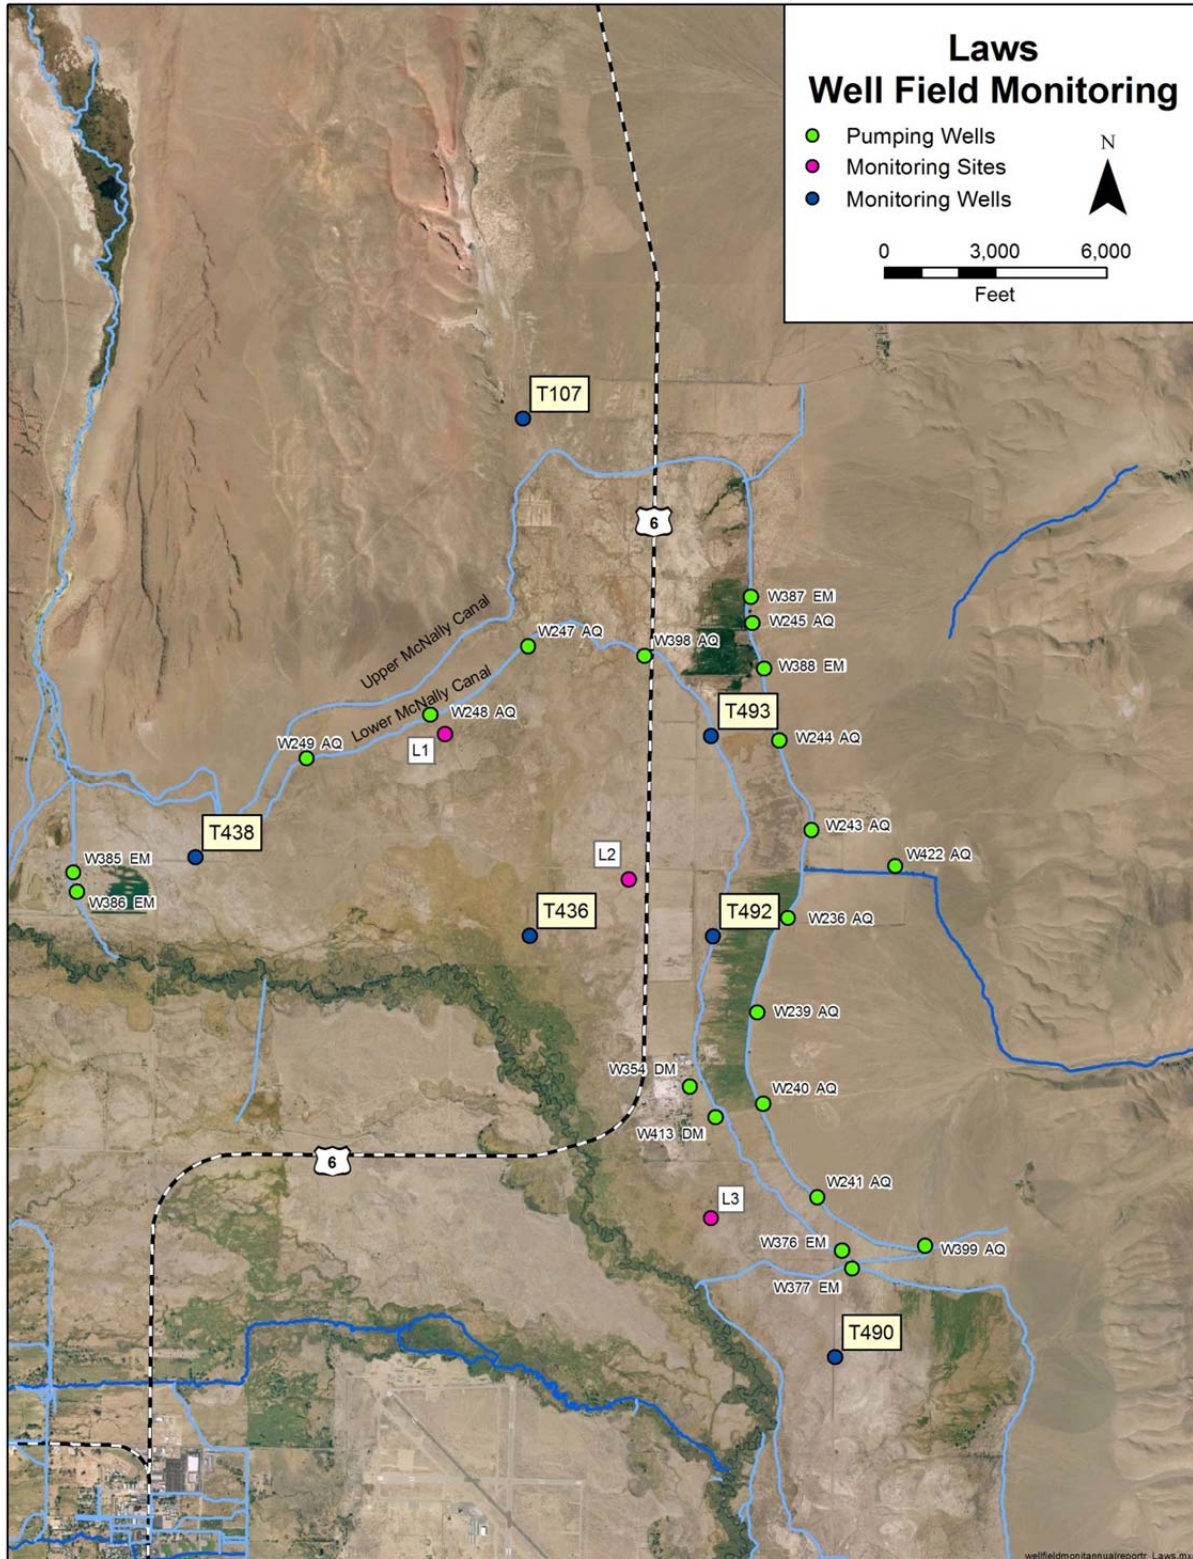 Laws
Well Field Monitoring
Pumping Wells
Monitoring Sites
Monitoring Wells
N
0 3,000 6,000
Feet
T107
6
W387 EM
W245 AQ
Upper McNally Canal
W247 AQ
W398 AQ
W388 EM
Lower McNally Canal
W248 AQ
T493
L1
W249 AQ
W244 AQ
T438
W243 AQ
L2
W422 AQ
W385 EM
W386 EM
T436
T492
W236 AQ
W239 AQ
W354 DM
W240 AQ
W413 DM
6
W241 AQ
L3
W376 EM
W399 AQ
W377 EM
T490